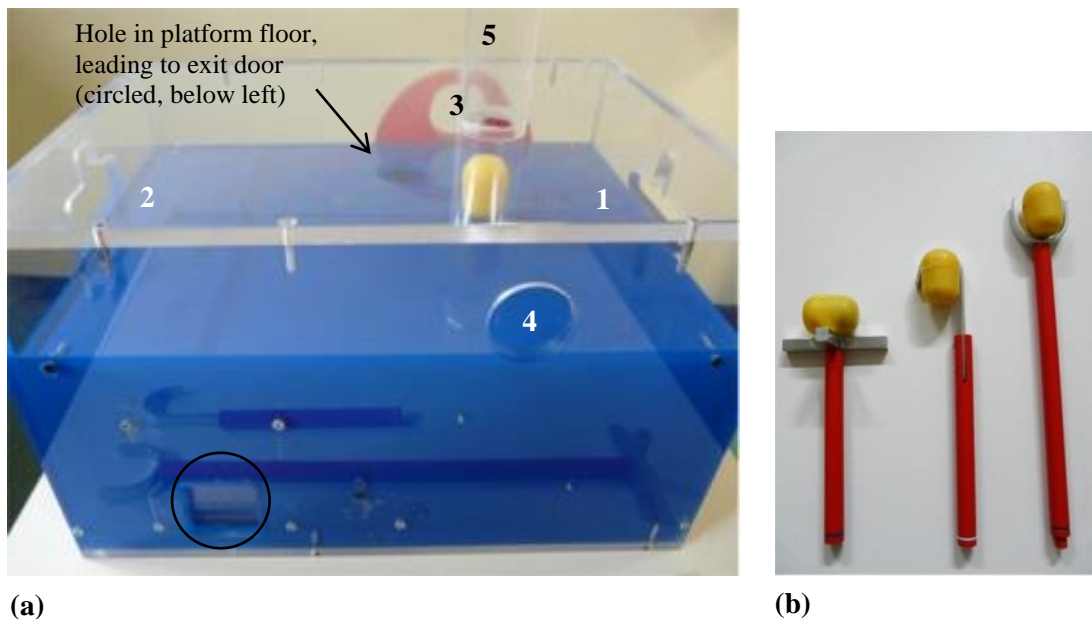 Hole in platform floor,
leading to exit door
(circled, below left)
5
3
2
1
4
(a)
(b)